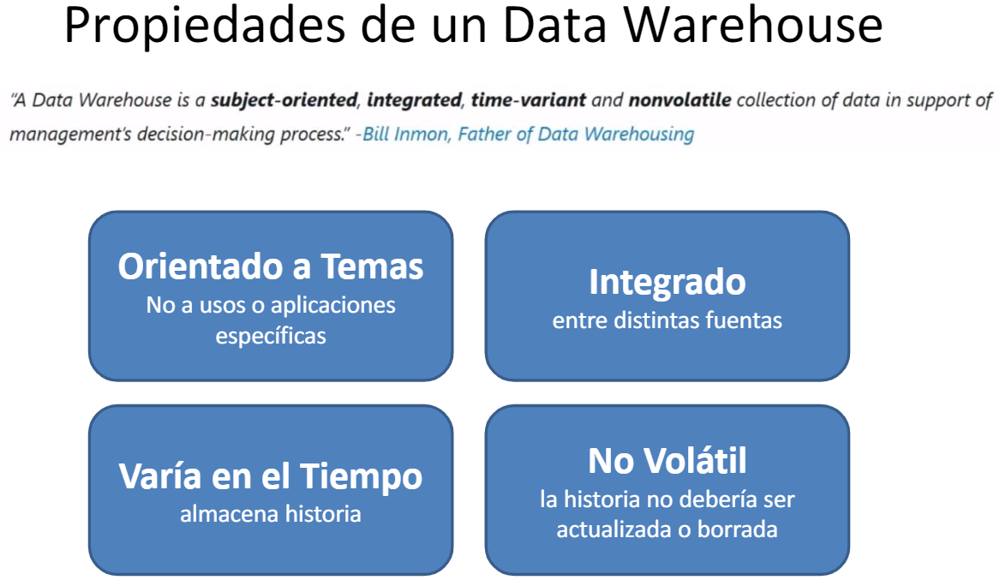 Propiedades de un Data Warehouse
“A Data Warehouse is a subject-oriented, integrated, time-variant and nonvolatile collection of data in support of
management’s decision-making process.” -Bill Inmon, Father of Data Warehousing
Orientado a Temas
No a usos o aplicaciones
específicas
Integrado
entre distintas fuentas
Varía en el Tiempo
almacena historia
No Volátil
la historia no debería ser
actualizada o borrada